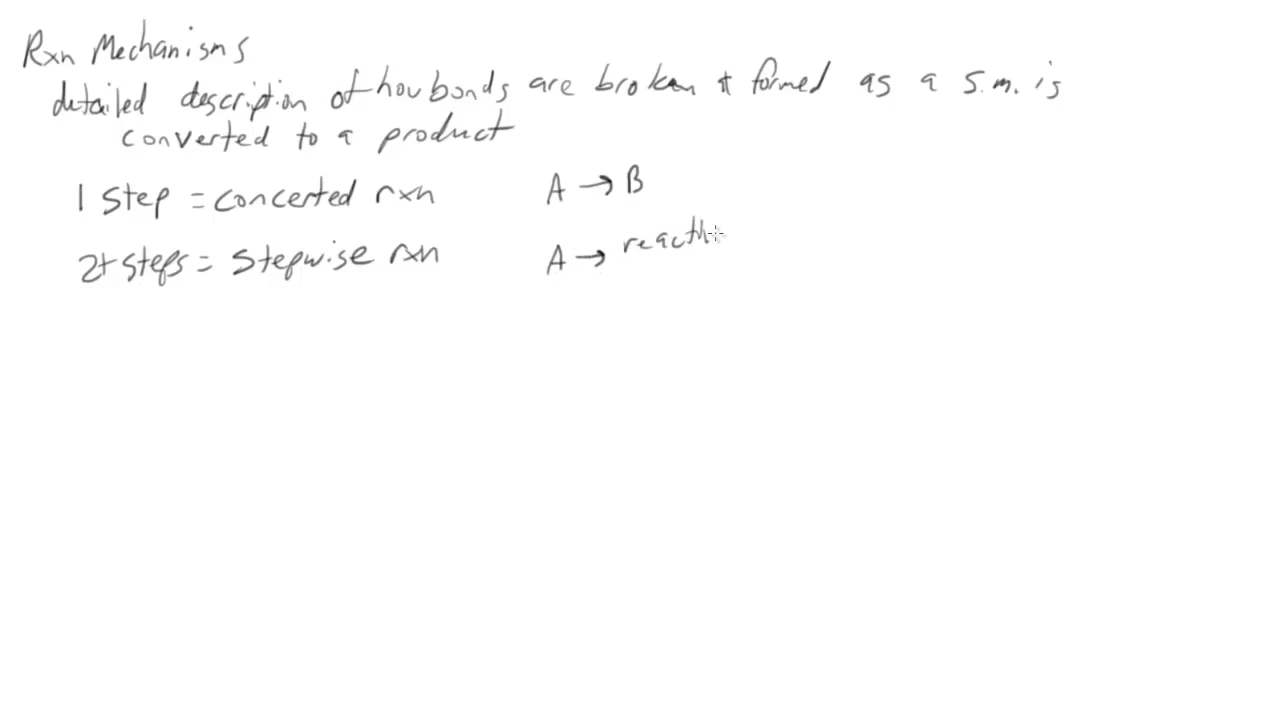 Rxn Mechanisms
detailed description of how bonds are broken + formed as a s.m. is
converted to a product
1 step = concerted rxn A → B
2+ steps = stepwise rxn A →